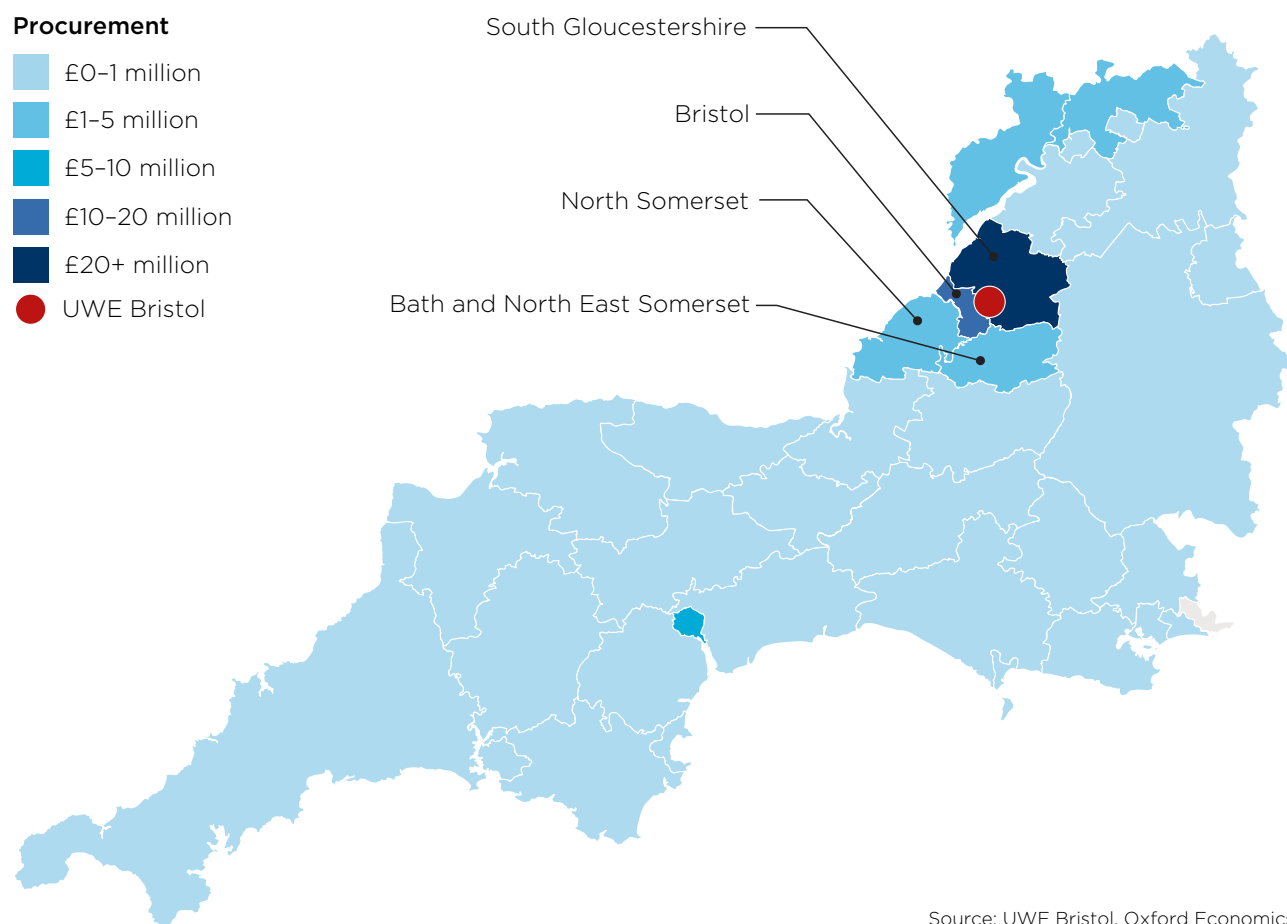 Procurement
£0–1 million
£1–5 million
£5–10 million
£10–20 million
£20+ million
UWE Bristol
South Gloucestershire
Bristol
North Somerset
Bath and North East Somerset
Source: UWE Bristol, Oxford Economic